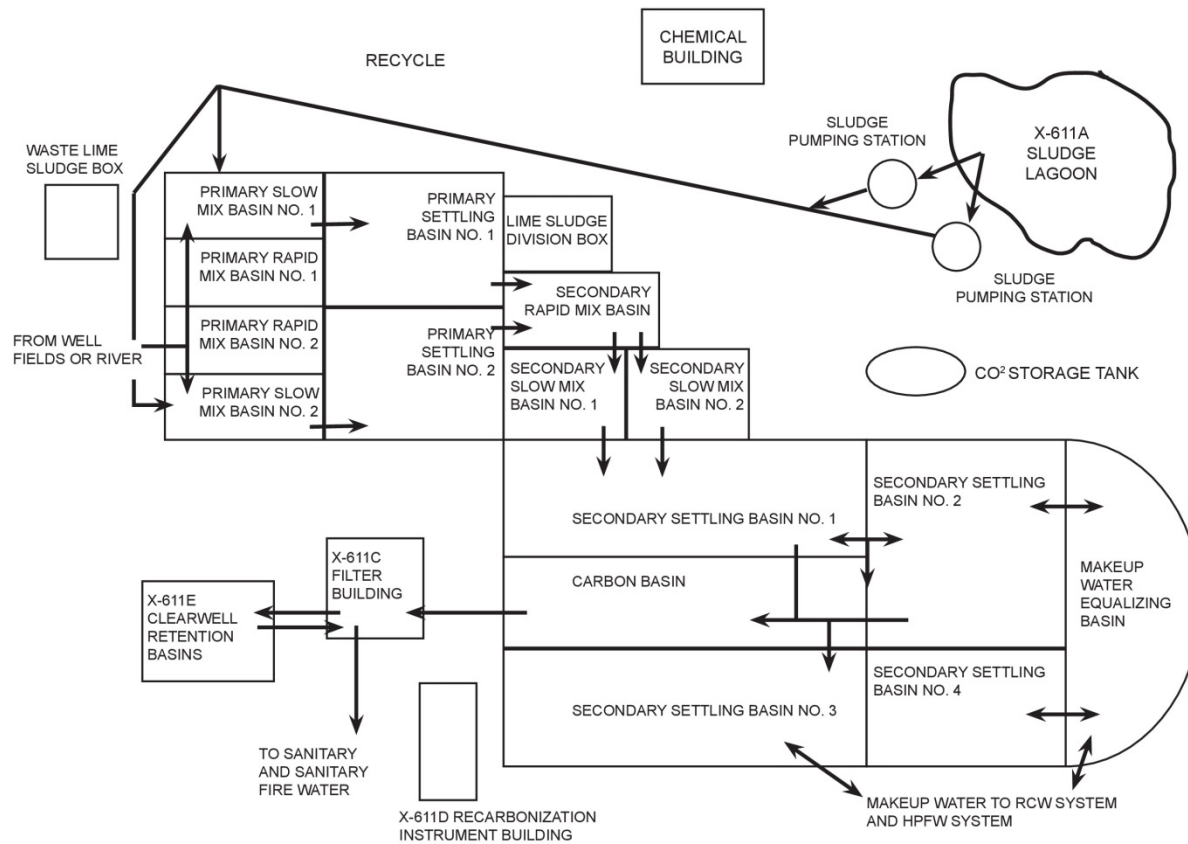 CHEMICAL
BUILDING
RECYCLE
SLUDGE
PUMPING STATION
X-611A
SLUDGE
LAGOON
WASTE LIME
SLUDGE BOX
PRIMARY SLOW
MIX BASIN NO. 1
PRIMARY
SETTLING
BASIN NO. 1
LIME SLUDGE
DIVISION BOX
PRIMARY RAPID
MIX BASIN NO. 1
SECONDARY
RAPID MIX BASIN
SLUDGE
PUMPING STATION
FROM WELL
FIELDS OR RIVER
PRIMARY RAPID
MIX BASIN NO. 2
PRIMARY
SETTLING
BASIN NO. 2
PRIMARY SLOW
MIX BASIN NO. 2
SECONDARY
SLOW MIX
BASIN NO. 1
SECONDARY
SLOW MIX
BASIN NO. 2
CO² STORAGE TANK
SECONDARY SETTLING BASIN NO. 1
SECONDARY SETTLING
BASIN NO. 2
MAKEUP
WATER
EQUALIZING
BASIN
CARBON BASIN
X-611C
FILTER
BUILDING
X-611E
CLEARWELL
RETENTION
BASINS
SECONDARY SETTLING BASIN NO. 3
SECONDARY SETTLING
BASIN NO. 4
TO SANITARY
AND SANITARY
FIRE WATER
X-611D RECARBONIZATION
INSTRUMENT BUILDING
MAKEUP WATER TO RCW SYSTEM
AND HPFW SYSTEM